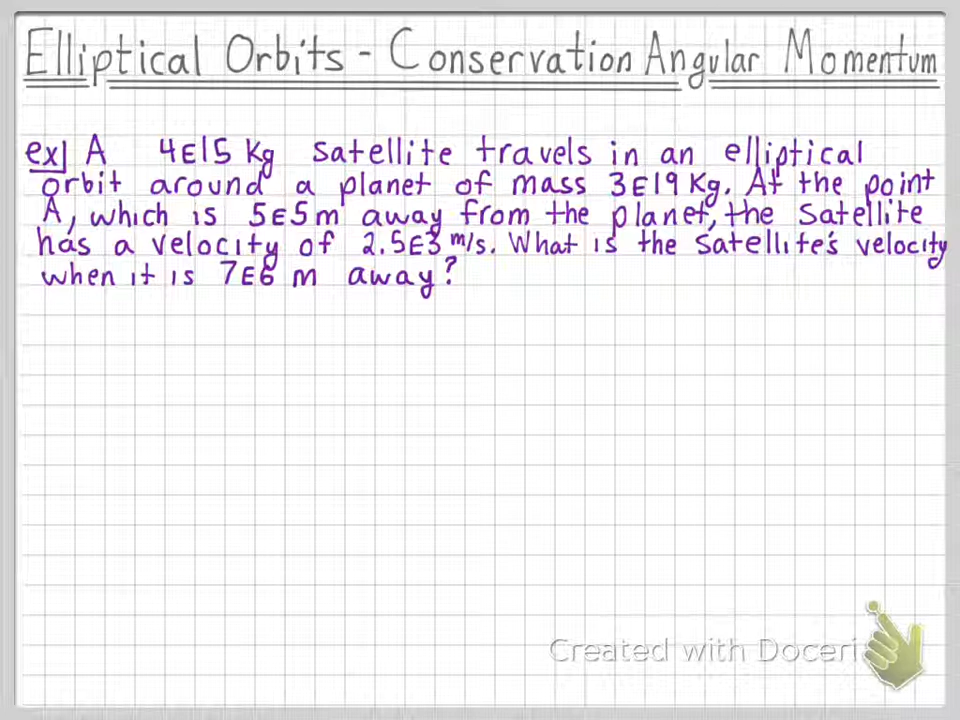 Elliptical Orbits - Conservation Angular Momentum
ex] A 4E15 Kg satellite travels in an elliptical
orbit around a planet of mass 3E19 Kg. At the point
A, which is 5E5m away from the planet, the satellite
has a velocity of 2.5E3 m/s. What is the satellite's velocity
when it is 7E6 m away?
Created with Doceri